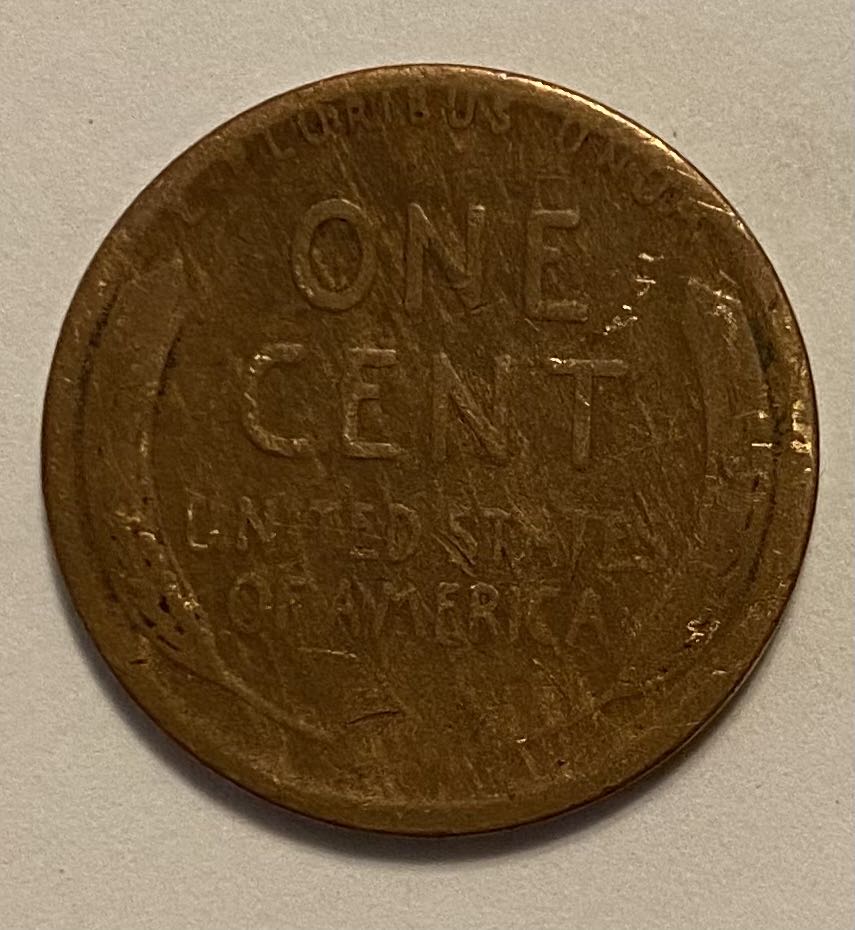 E PLURIBUS UNUM
ONE
CENT
UNITED STATES
OF AMERICA